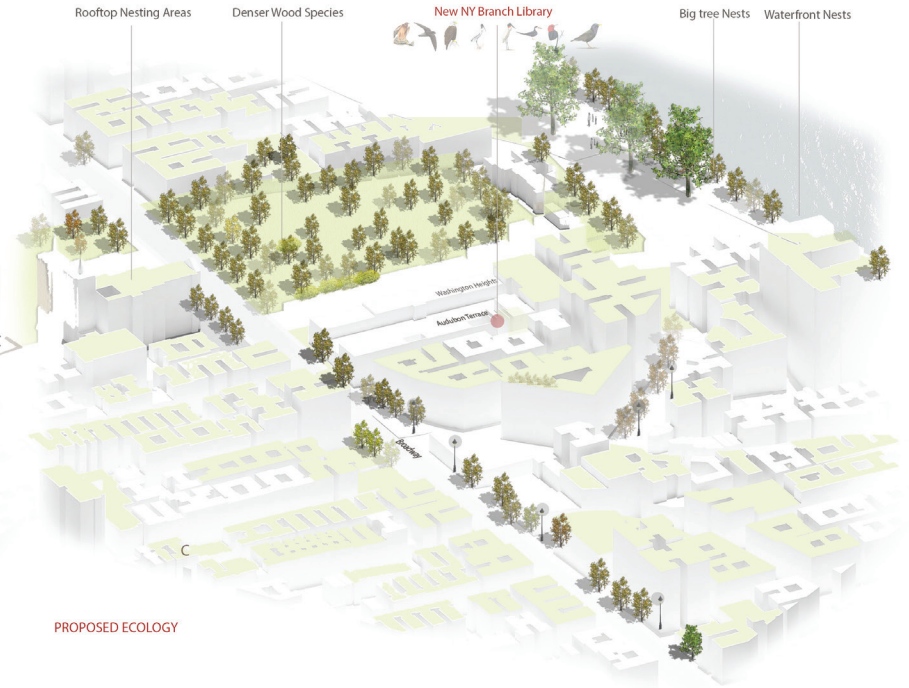 Rooftop Nesting Areas
Denser Wood Species
New NY Branch Library
Big tree Nests
Waterfront Nests
Washington Heights
Audubon Terrace
Broadway
C
PROPOSED ECOLOGY